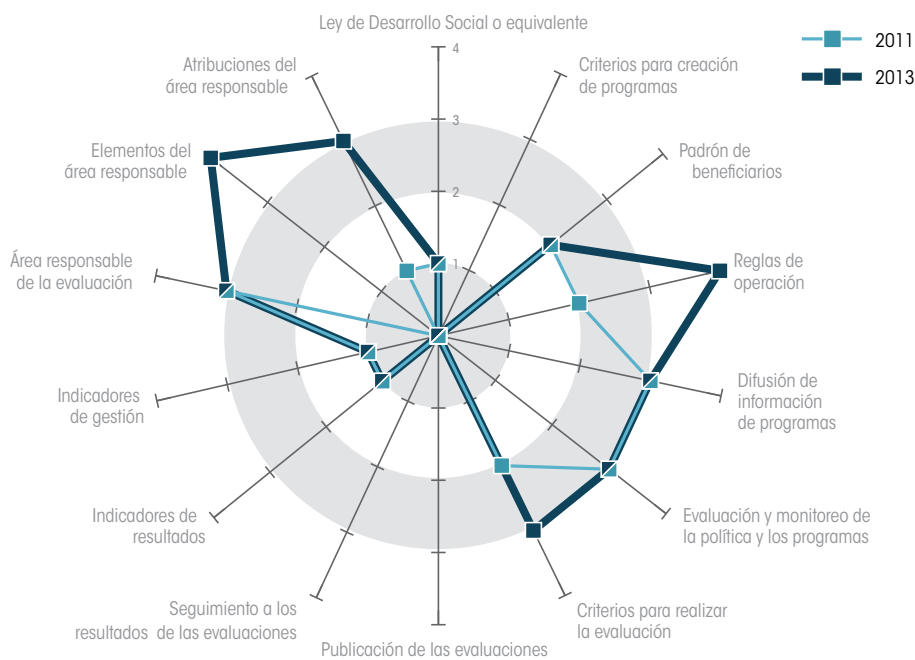 Ley de Desarrollo Social o equivalente
4
3
2
1
2011
2013
Criterios para creación
de programas
Padrón de
beneficiarios
Reglas de
operación
Difusión de
información
de programas
Evaluación y monitoreo de
la política y los programas
Criterios para realizar
la evaluación
Publicación de las evaluaciones
Seguimiento a los
resultados de las evaluaciones
Indicadores de
resultados
Indicadores
de gestión
Área responsable
de la evaluación
Elementos del
área responsable
Atribuciones del
área responsable